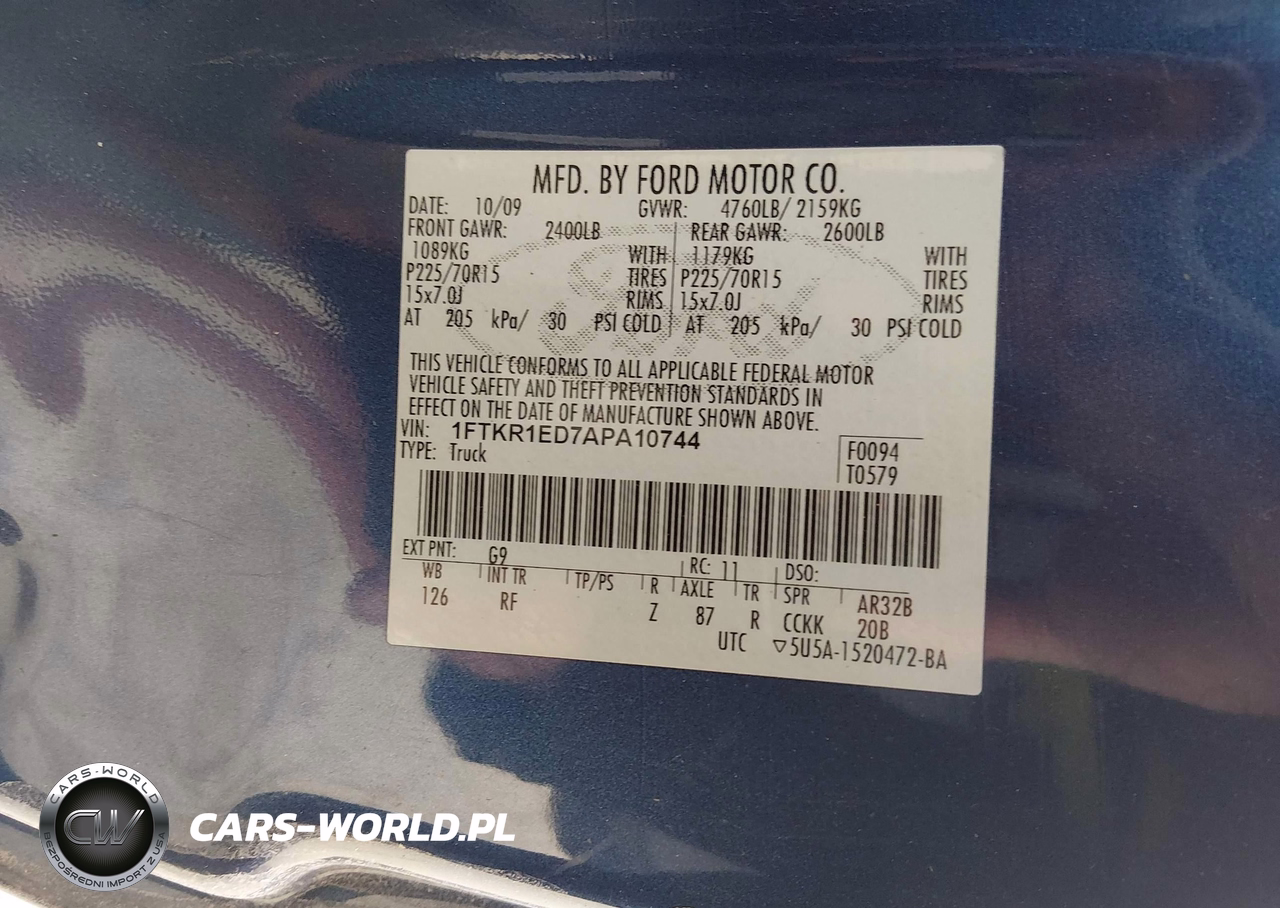 MFD. BY FORD MOTOR CO.
DATE: 10/09 GVWR: 4760LB/ 2159KG
FRONT GAWR: 2400LB REAR GAWR: 2600LB
1089KG WITH 1179KG WITH
P225/70R15 TIRES P225/70R15 TIRES
15x7.0J RIMS 15x7.0J RIMS
AT 205 kPa/ 30 PSI COLD AT 205 kPa/ 30 PSI COLD
THIS VEHICLE CONFORMS TO ALL APPLICABLE FEDERAL MOTOR
VEHICLE SAFETY AND THEFT PREVENTION STANDARDS IN
EFFECT ON THE DATE OF MANUFACTURE SHOWN ABOVE.
VIN: 1FTKR1ED7APA10744
TYPE: Truck
F0094
T0579
EXT PNT: G9 RC: 11 DSO:
WB INT TR TP/PS R AXLE TR SPR AR32B
126 RF Z 87 R CCKK 20B
UTC ▽5U5A-1520472-BA
CARS-WORLD
CW
BEZPOŚREDNI IMPORT Z USA
CARS-WORLD.PL